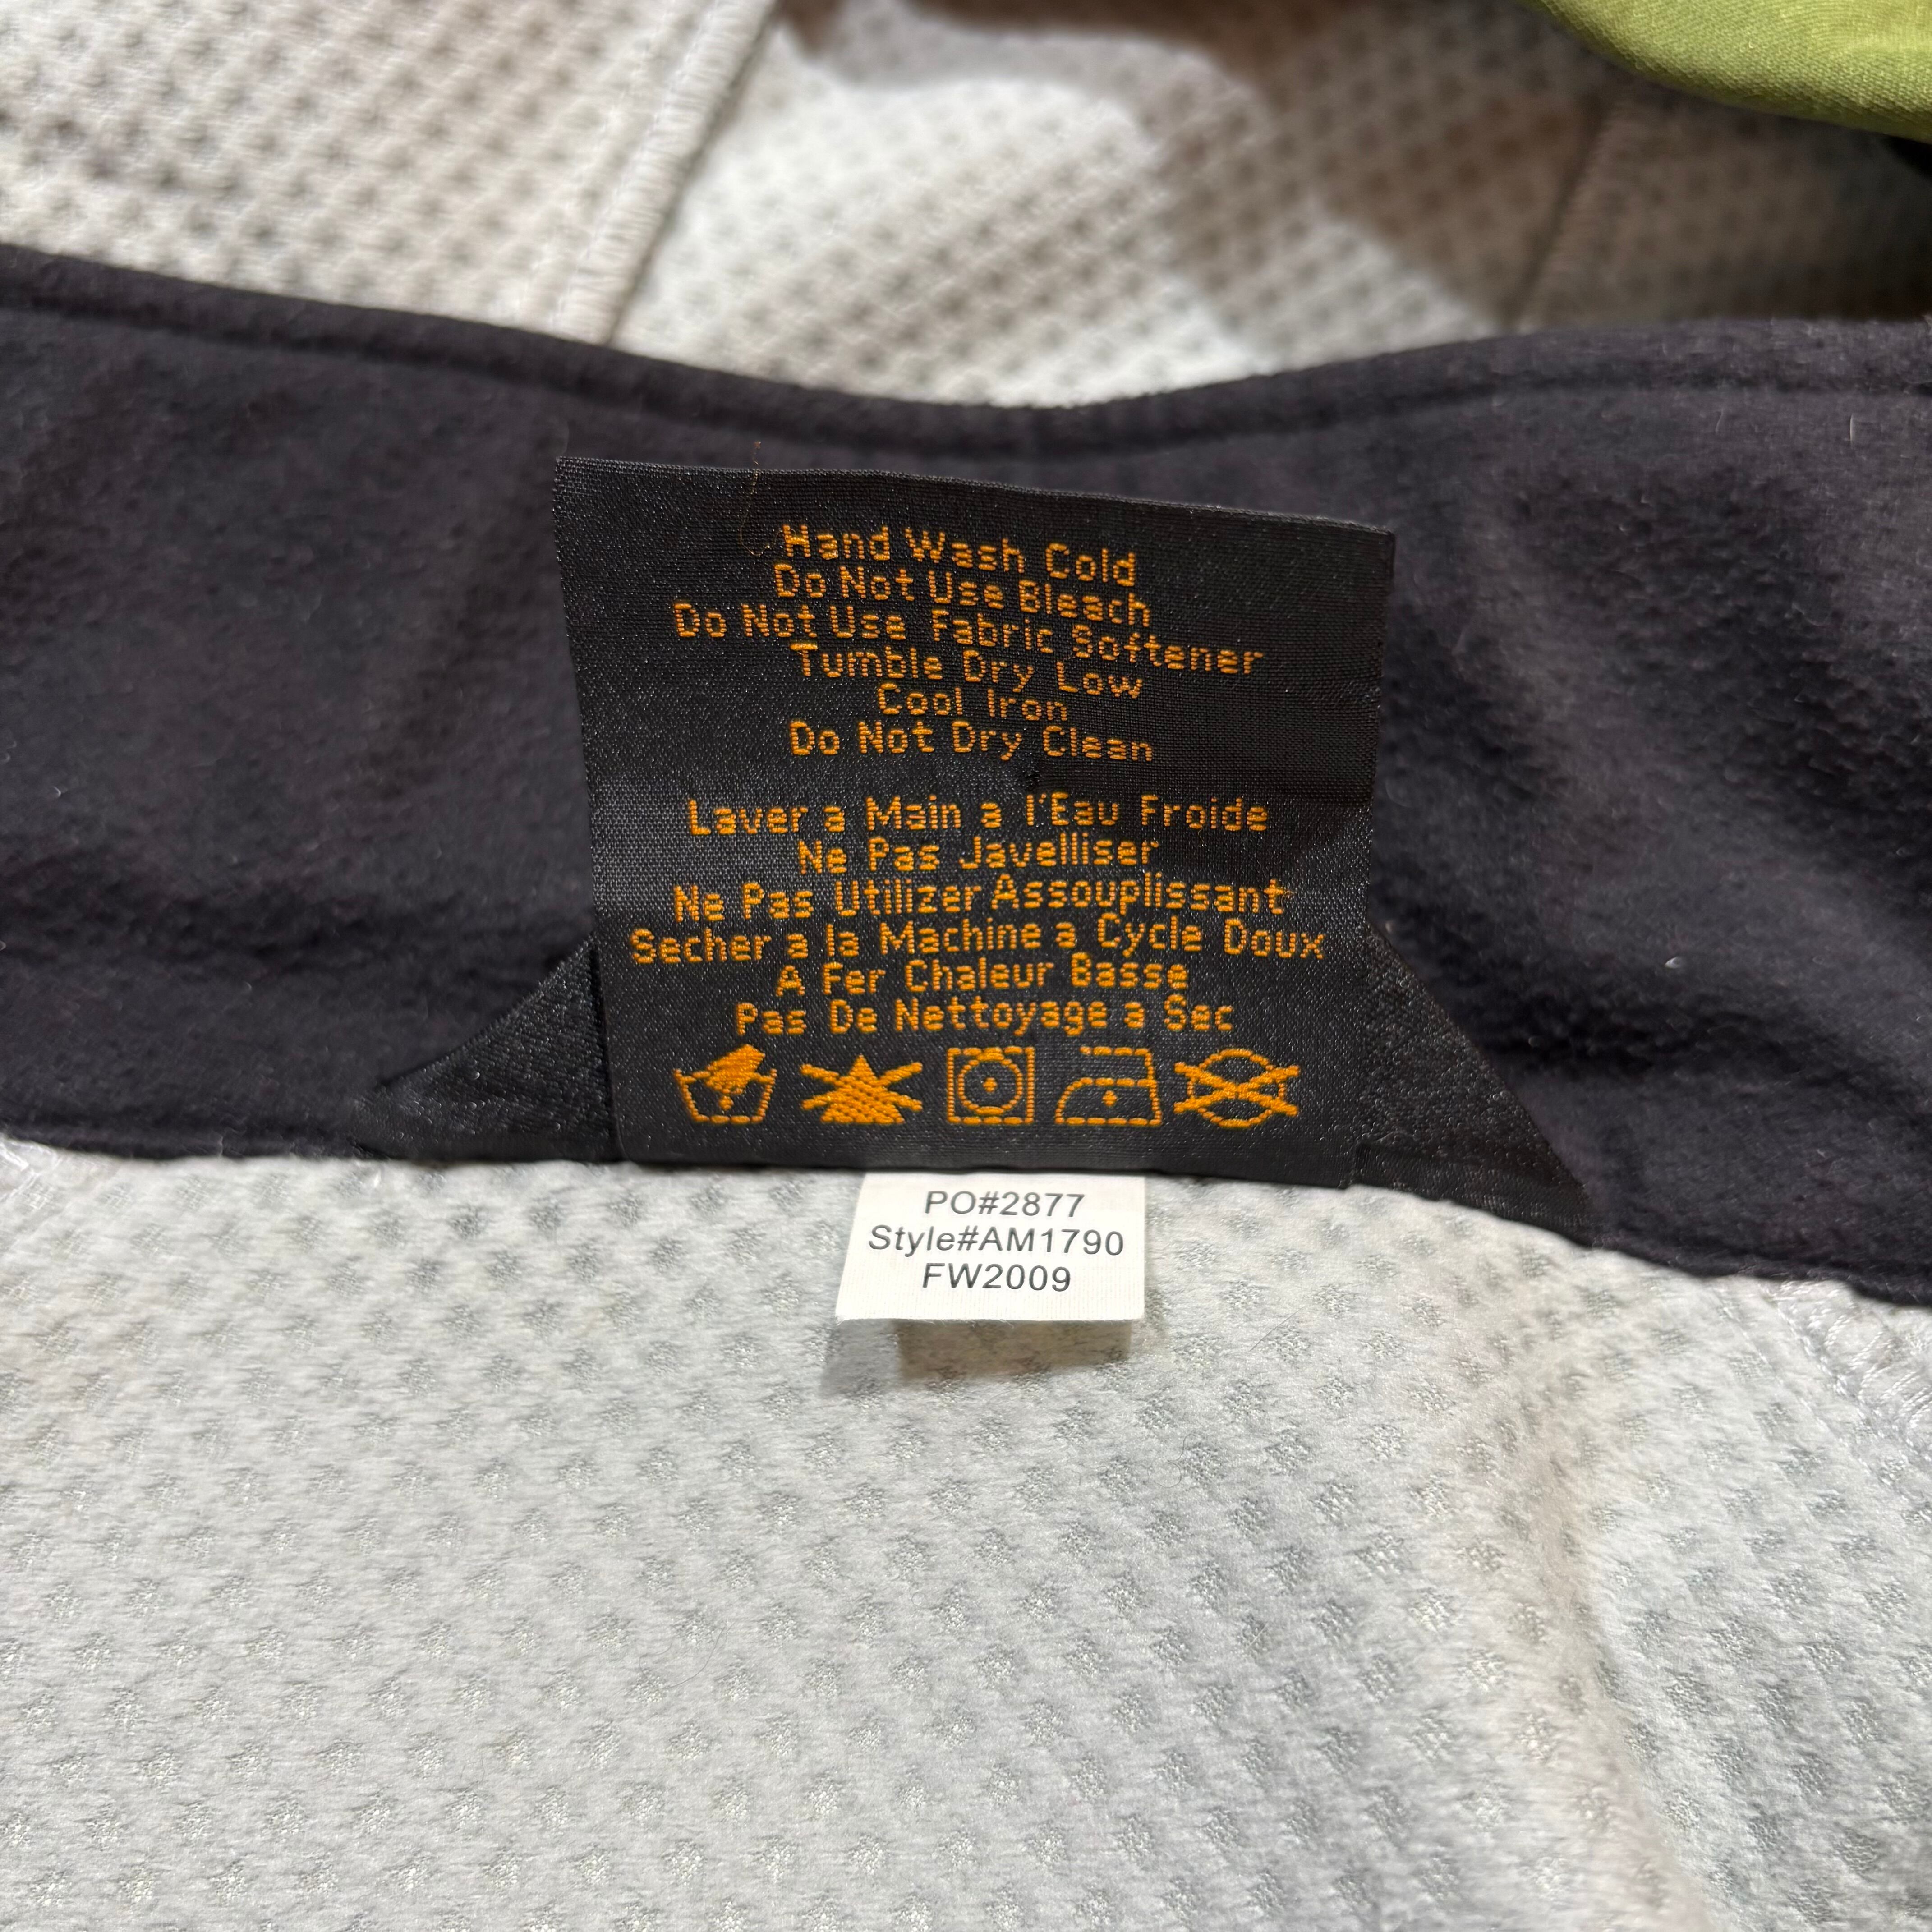 Hand Wash Cold
Do Not Use Bleach
Do Not Use Fabric Softener
Tumble Dry Low
Cool Iron
Do Not Dry Clean
Laver a Main a l'Eau Froide
Ne Pas Javelliser
Ne Pas Utilizer Assouplissant
Secher a la Machine a Cycle Doux
A Fer Chaleur Basse
Pas De Nettoyage a Sec
PO#2877
Style#AM1790
FW2009